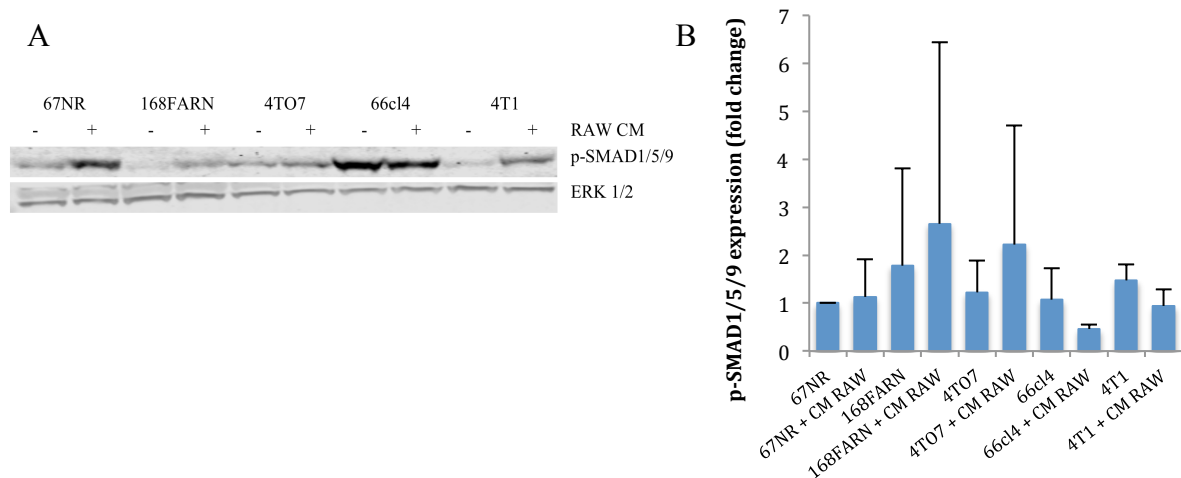 A
67NR 168FARN 4TO7 66cl4 4T1
- + - + - + - + - + RAW CM
p-SMAD1/5/9
ERK 1/2
B
p-SMAD1/5/9 expression (fold change)
7
6
5
4
3
2
1
0
67NR
67NR + CM RAW
168FARN
168FARN + CM RAW
4TO7
4TO7 + CM RAW
66cl4
66cl4 + CM RAW
4T1
4T1 + CM RAW